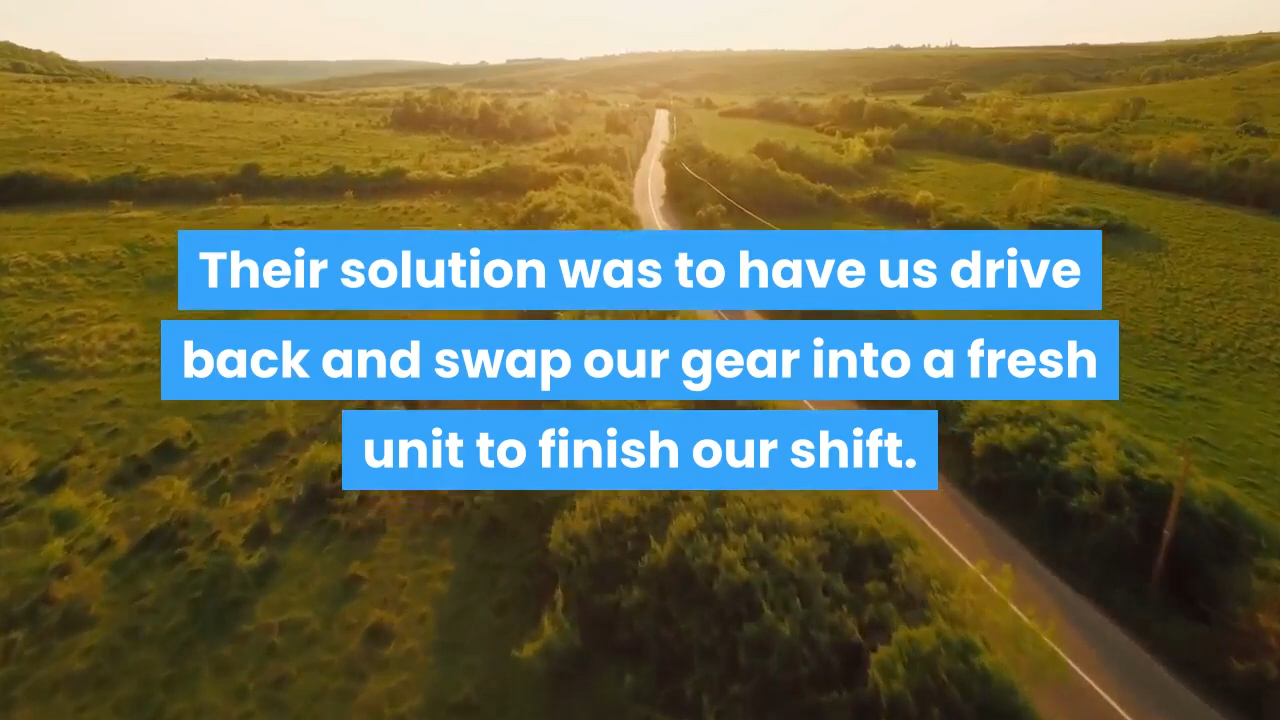 Their solution was to have us drive
back and swap our gear into a fresh
unit to finish our shift.